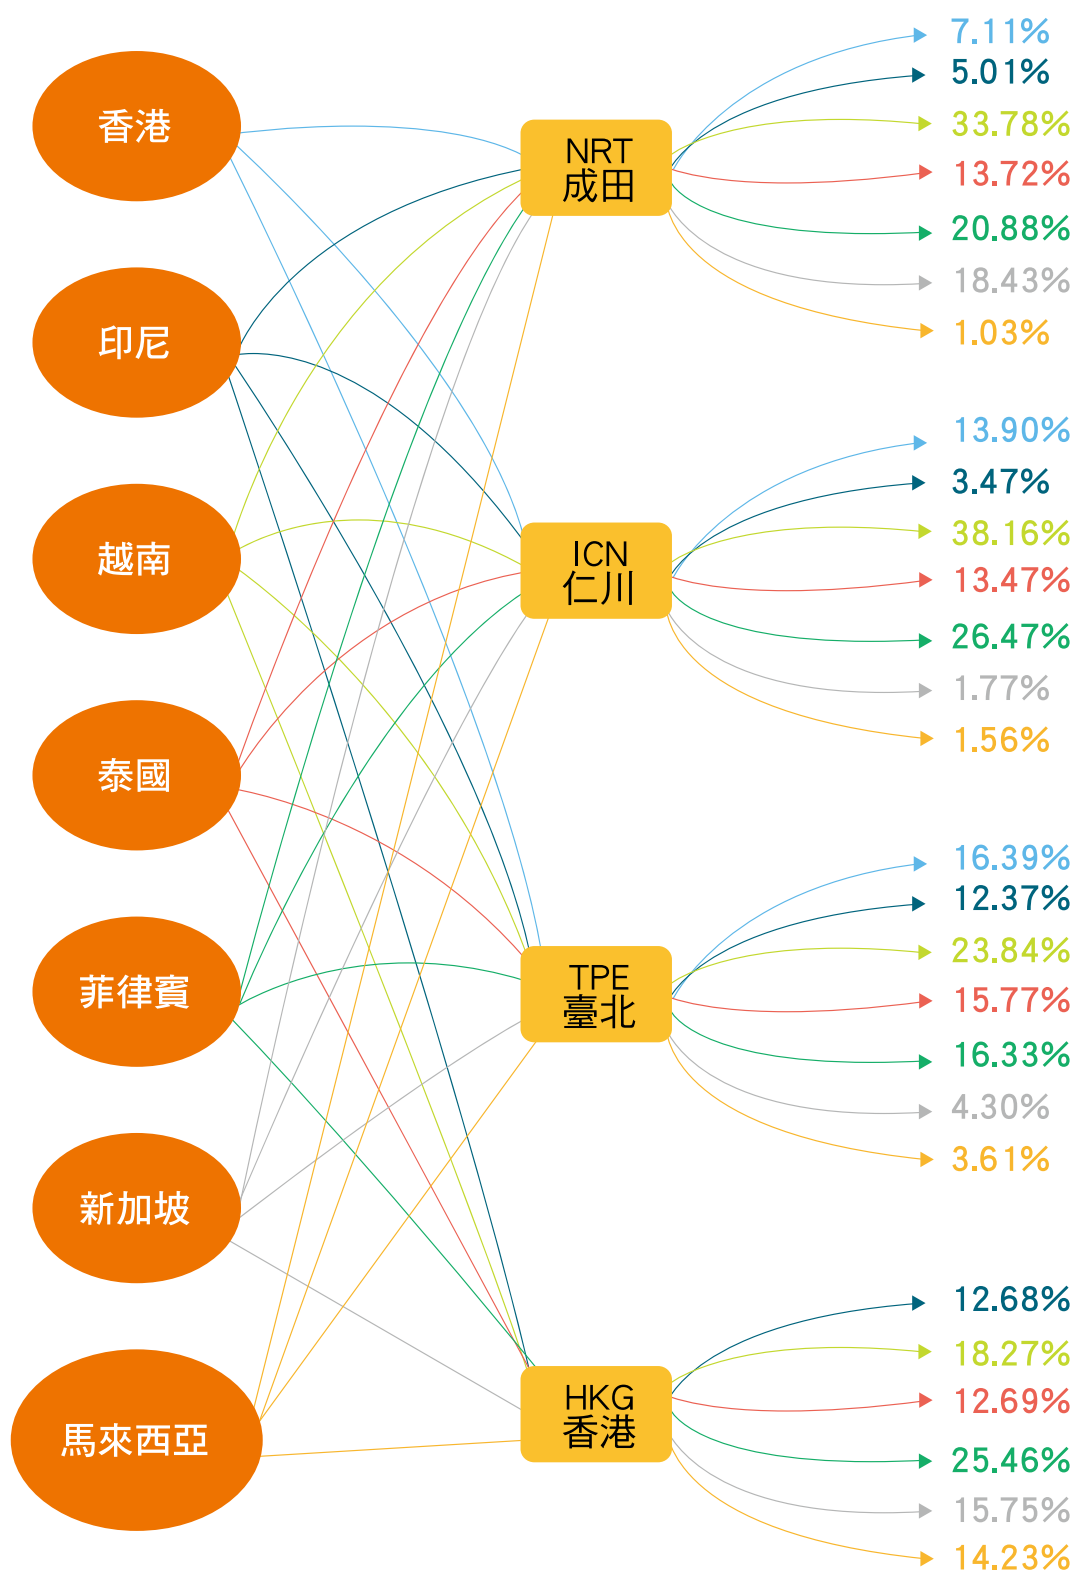 香港
印尼
越南
泰國
菲律賓
新加坡
馬來西亞
NRT
成田
7.11%
5.01%
33.78%
13.72%
20.88%
18.43%
1.03%
ICN
仁川
13.90%
3.47%
38.16%
13.47%
26.47%
1.77%
1.56%
TPE
臺北
16.39%
12.37%
23.84%
15.77%
16.33%
4.30%
3.61%
HKG
香港
12.68%
18.27%
12.69%
25.46%
15.75%
14.23%